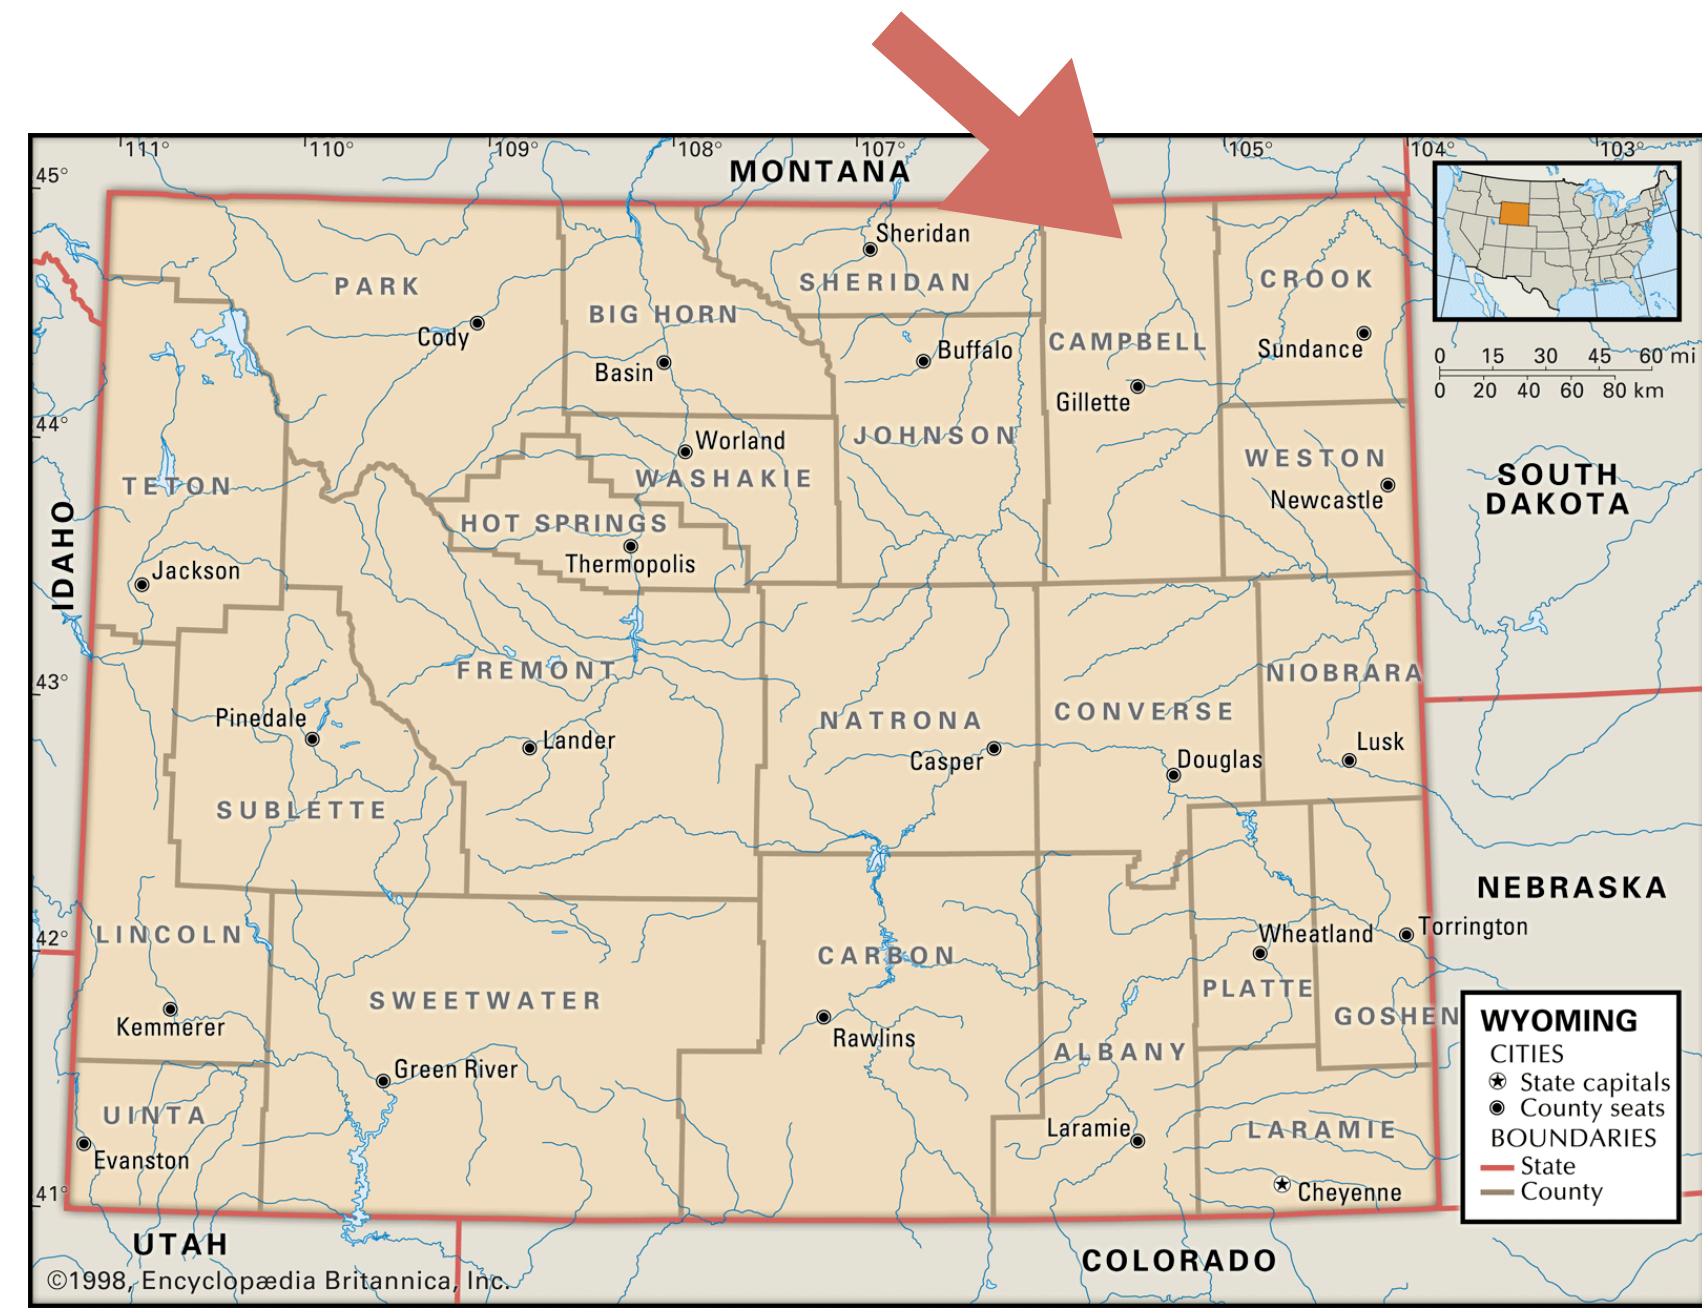 111°
110°
109°
108°
107°
105°
104°
103°
45°
44°
43°
42°
41°
MONTANA
IDAHO
SOUTH
DAKOTA
NEBRASKA
UTAH
COLORADO
PARK
Cody
BIG HORN
Basin
Sheridan
SHERIDAN
CROOK
Sundance
CAMPBELL
Gillette
Buffalo
JOHNSON
Worland
WASHAKIE
WESTON
Newcastle
TETON
Jackson
HOT SPRINGS
Thermopolis
FREMONT
Lander
Pinedale
SUBLETTE
NATRONA
Casper
CONVERSE
Douglas
NIOBRARA
Lusk
LINCOLN
Kemmerer
SWEETWATER
Green River
CARBON
Rawlins
ALBANY
Laramie
Wheatland
PLATTE
Torrington
GOSHEN
UINTA
Evanston
LARAMIE
Cheyenne
0 15 30 45 60 mi
0 20 40 60 80 km
WYOMING
CITIES
State capitals
County seats
BOUNDARIES
State
County
©1998, Encyclopædia Britannica, Inc.